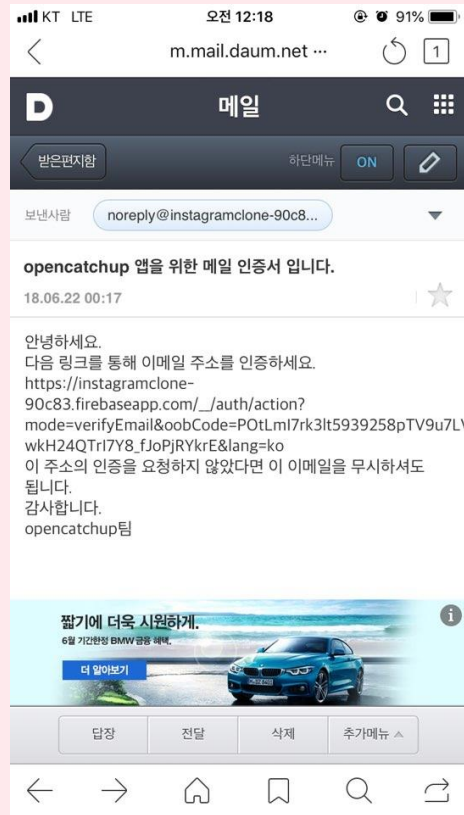 KT LTE 오전 12:18 91%
m.mail.daum.net ··· 1
D 메일
받은편지함 하단메뉴 ON
보낸사람 noreply@instagramclone-90c8...
opencatchup 앱을 위한 메일 인증서 입니다.
18.06.22 00:17
안녕하세요.
다음 링크를 통해 이메일 주소를 인증하세요.
https://instagramclone-
90c83.firebaseapp.com/__/auth/action?
mode=verifyEmail&oobCode=POtLmI7rk3lt5939258pTV9u7LV
wkH24QTrI7Y8_fJoPjRYkrE&lang=ko
이 주소의 인증을 요청하지 않았다면 이 이메일을 무시하셔도
됩니다.
감사합니다.
opencatchup팀
짧기에 더욱 시원하게.
6월 기간한정 BMW 금융 혜택.
더 알아보기
답장 전달 삭제 추가메뉴